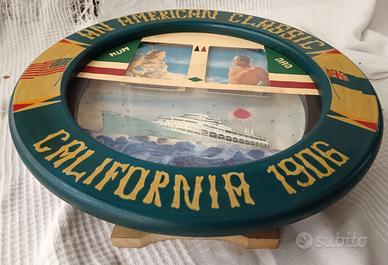 AN AMERICAN CLASSIC
MUM
DAD
CALIFORNIA 1906
subito